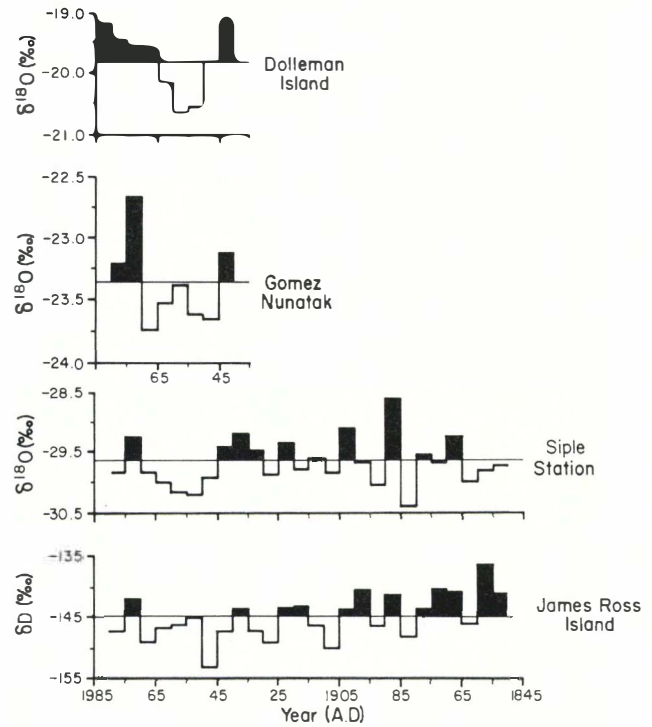 -19.0
-20.0
-21.0
δ¹⁸O (‰)
Dolleman
Island
-22.5
-23.0
-23.5
-24.0
δ¹⁸O (‰)
Gomez
Nunatak
65
45
-28.5
-29.5
-30.5
δ¹⁸O (‰)
Siple
Station
-135
-145
-155
δD (‰)
James Ross
Island
1985
65
45
25
1905
85
65
1845
Year (A.D)